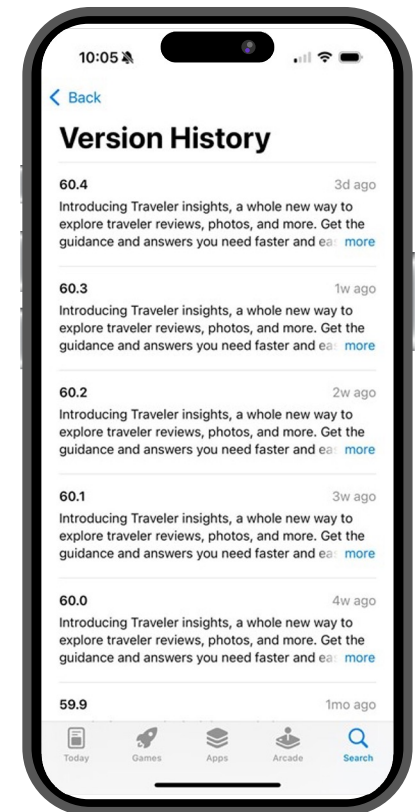 10:05
Back
Version History
60.4 3d ago
Introducing Traveler insights, a whole new way to
explore traveler reviews, photos, and more. Get the
guidance and answers you need faster and more
60.3 1w ago
Introducing Traveler insights, a whole new way to
explore traveler reviews, photos, and more. Get the
guidance and answers you need faster and more
60.2 2w ago
Introducing Traveler insights, a whole new way to
explore traveler reviews, photos, and more. Get the
guidance and answers you need faster and more
60.1 3w ago
Introducing Traveler insights, a whole new way to
explore traveler reviews, photos, and more. Get the
guidance and answers you need faster and more
60.0 4w ago
Introducing Traveler insights, a whole new way to
explore traveler reviews, photos, and more. Get the
guidance and answers you need faster and more
59.9 1mo ago
Today Games Apps Arcade Search